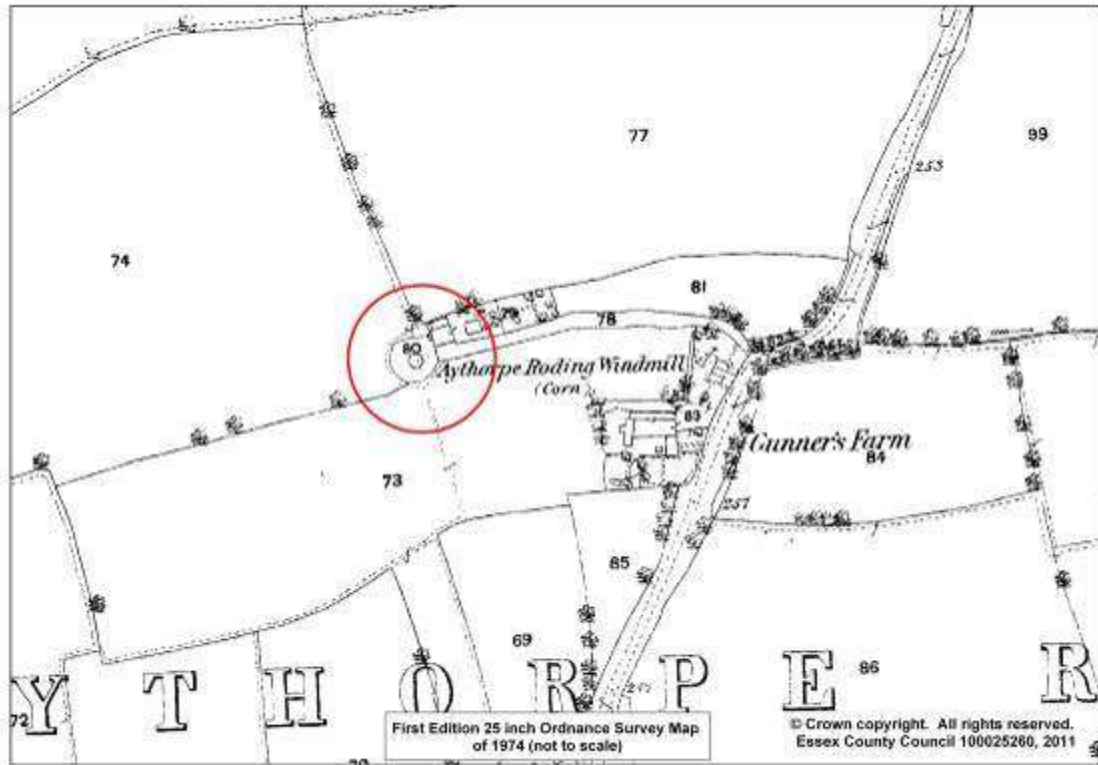 77
99
253
74
81
79
78
80
Aythorpe Roding Windmill
(Corn)
83
Gunner's Farm
84
73
257
85
69
86
YTHORPE R
72
First Edition 25 inch Ordnance Survey Map
of 1974 (not to scale)
© Crown copyright. All rights reserved.
Essex County Council 100025260, 2011